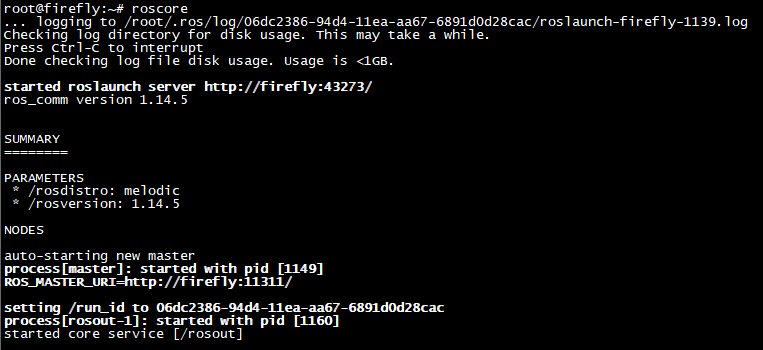 root@firefly:~# roscore
... logging to /root/.ros/log/06dc2386-94d4-11ea-aa67-6891d0d28cac/roslaunch-firefly-1139.log
Checking log directory for disk usage. This may take a while.
Press Ctrl-C to interrupt
Done checking log file disk usage. Usage is <1GB.
started roslaunch server http://firefly:43273/
ros_comm version 1.14.5
SUMMARY
========
PARAMETERS
* /rosdistro: melodic
* /rosversion: 1.14.5
NODES
auto-starting new master
process[master]: started with pid [1149]
ROS_MASTER_URI=http://firefly:11311/
setting /run_id to 06dc2386-94d4-11ea-aa67-6891d0d28cac
process[rosout-1]: started with pid [1160]
started core service [/rosout]